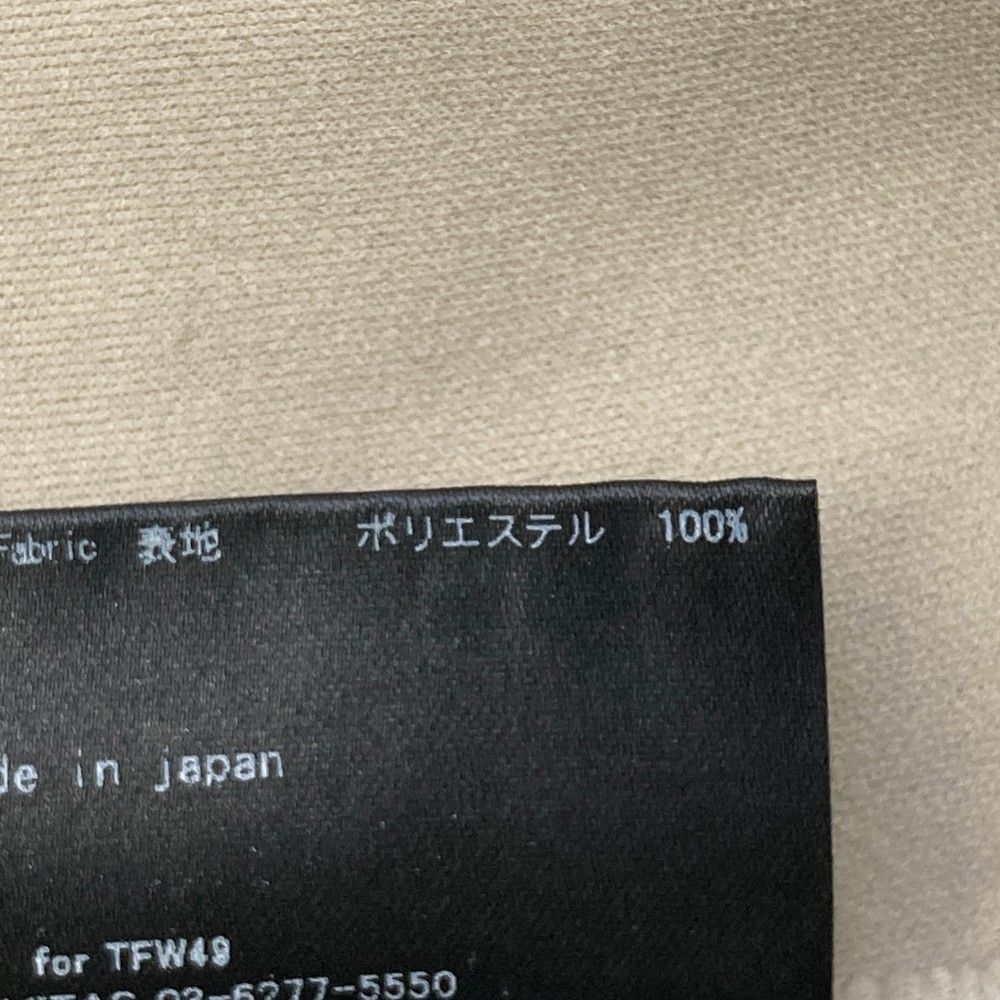 Fabric 表地 ポリエステル 100%
de in japan
for TFW49
03-6277-5550